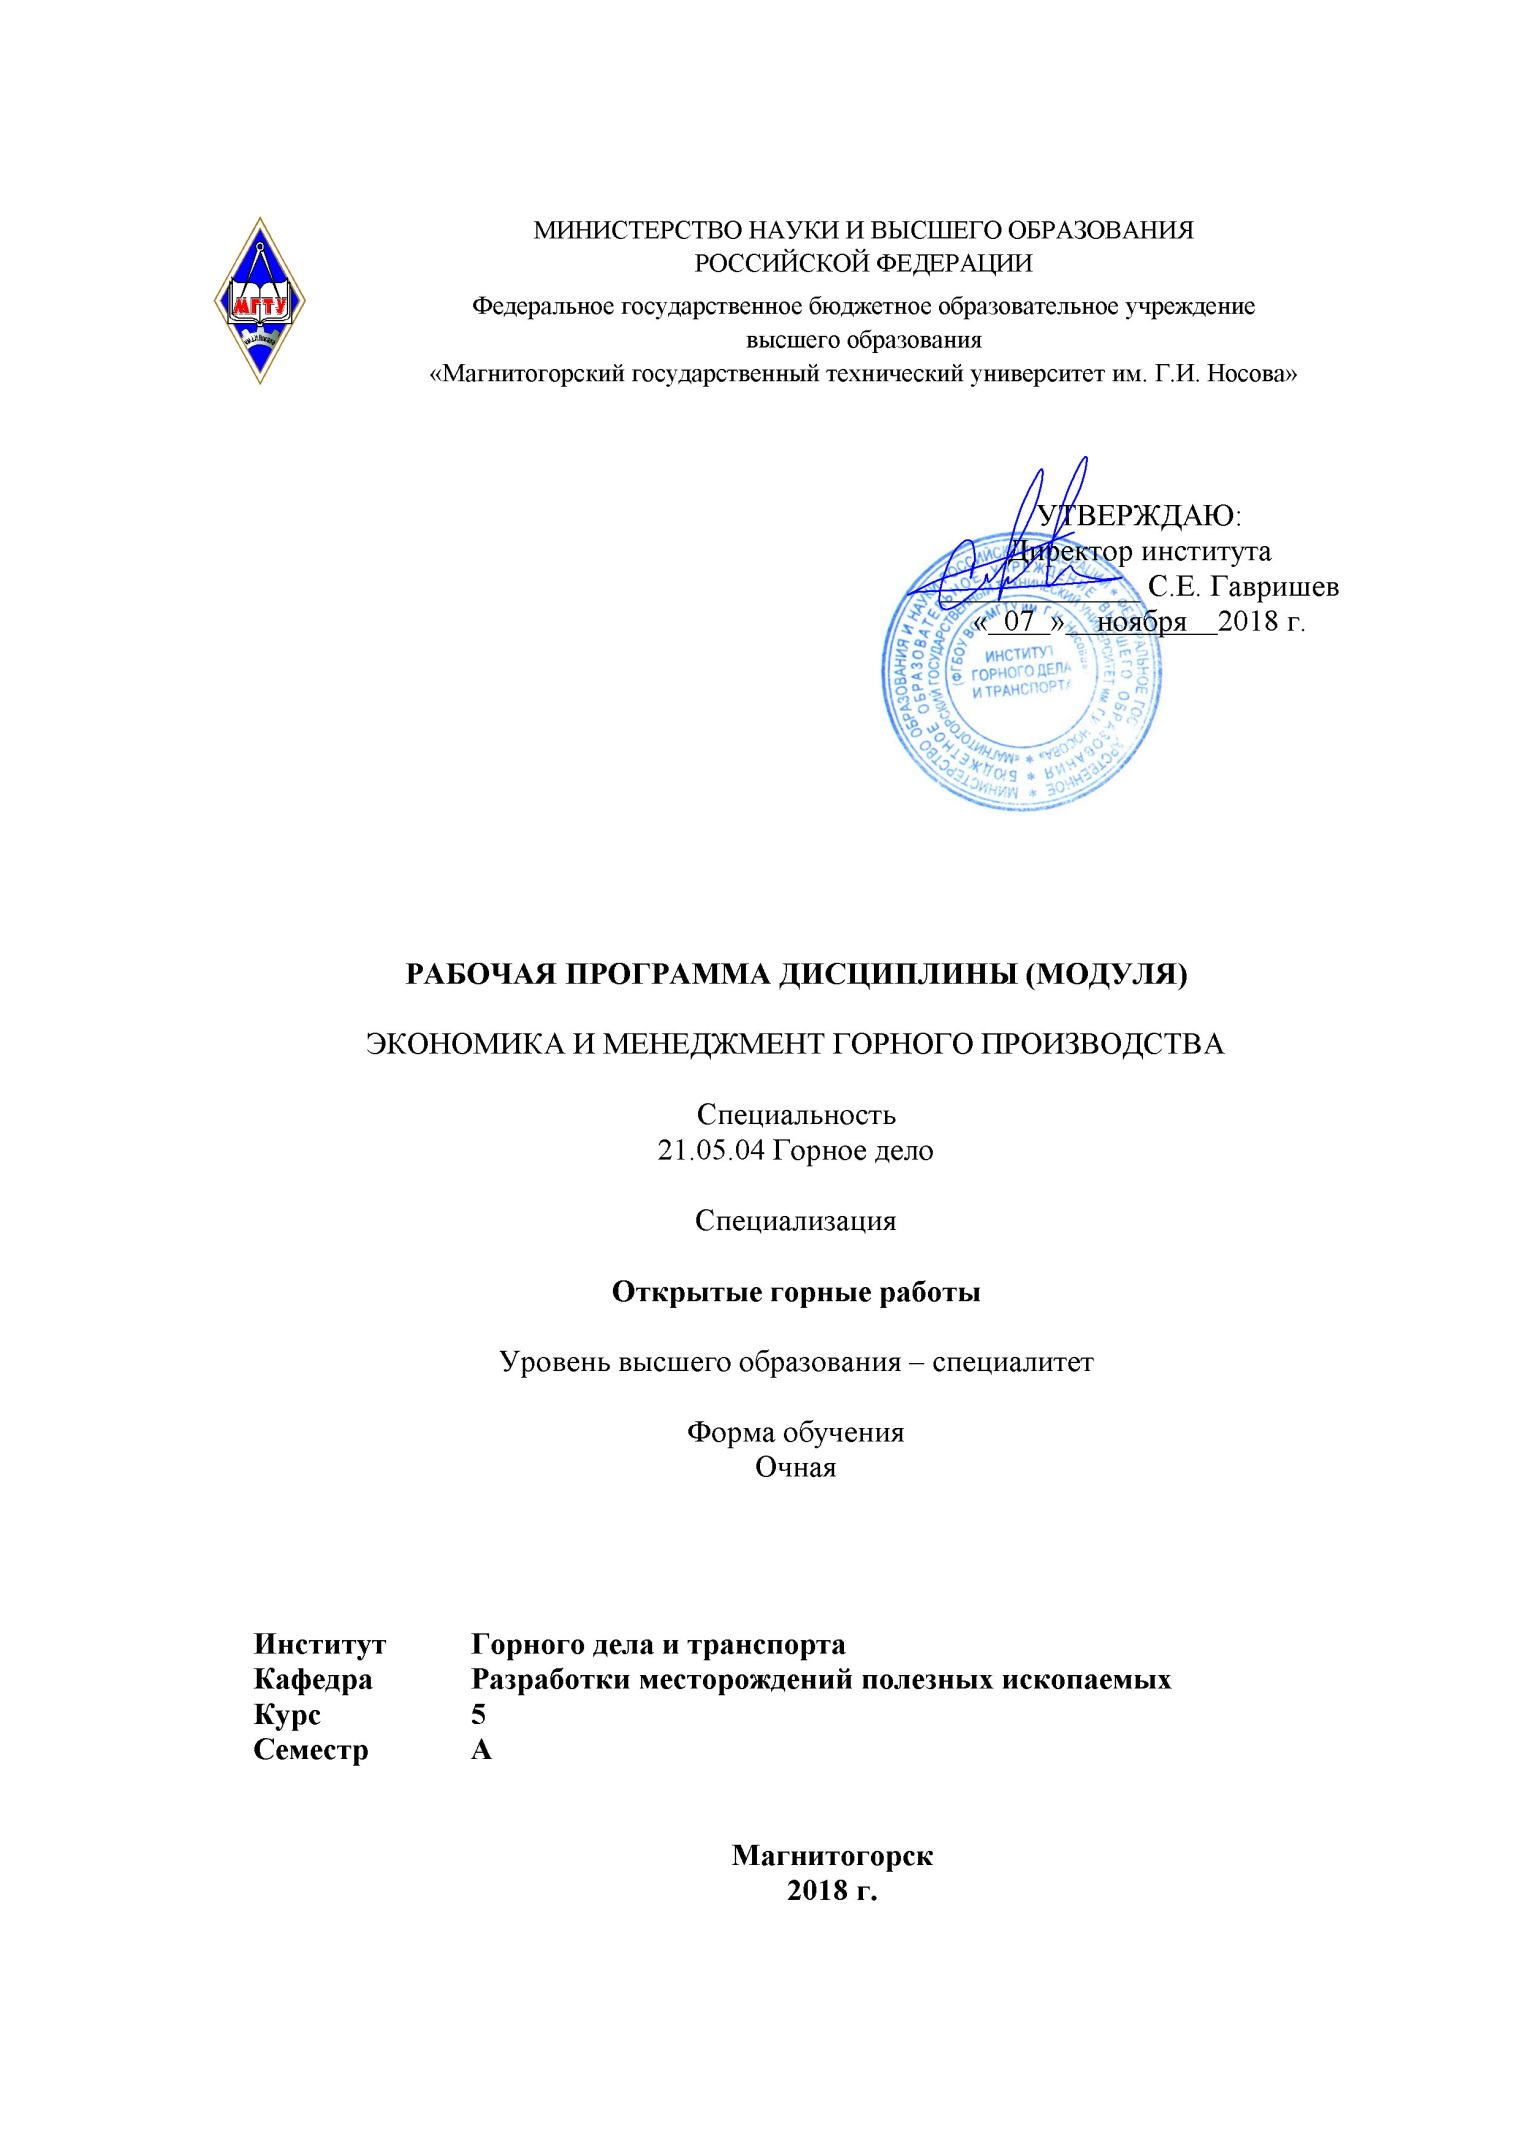 МИНИСТЕРСТВО НАУКИ И ВЫСШЕГО ОБРАЗОВАНИЯ
РОССИЙСКОЙ ФЕДЕРАЦИИ
Федеральное государственное бюджетное образовательное учреждение
высшего образования
«Магнитогорский государственный технический университет им. Г.И. Носова»
МГТУ
УТВЕРЖДАЮ:
Директор института
С.Е. Гавришев
«_07_»__ноября__2018 г.
ИНСТИТУТ
ГОРНОГО ДЕЛА
И ТРАНСПОРТА
РАБОЧАЯ ПРОГРАММА ДИСЦИПЛИНЫ (МОДУЛЯ)
ЭКОНОМИКА И МЕНЕДЖМЕНТ ГОРНОГО ПРОИЗВОДСТВА
Специальность
21.05.04 Горное дело
Специализация
Открытые горные работы
Уровень высшего образования – специалитет
Форма обучения
Очная
Институт Горного дела и транспорта
Кафедра Разработки месторождений полезных ископаемых
Курс 5
Семестр А
Магнитогорск
2018 г.